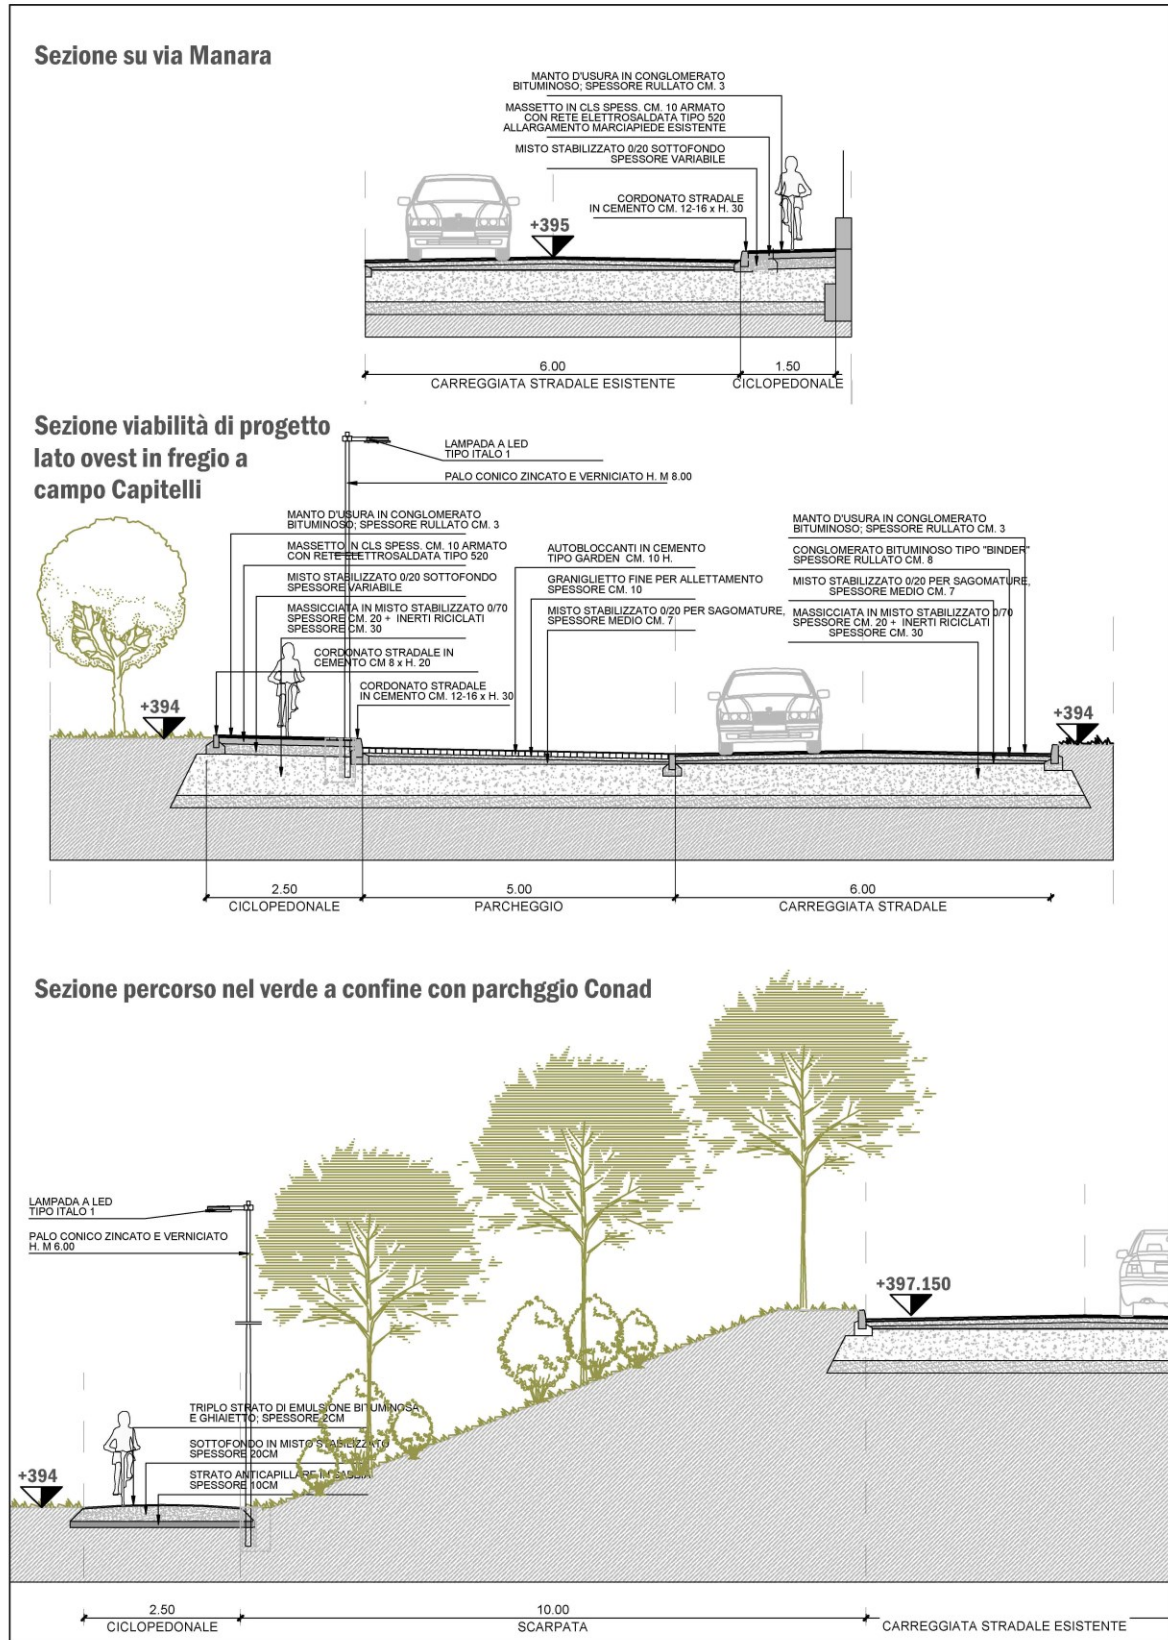 Sezione su via Manara
MANTO D'USURA IN CONGLOMERATO
BITUMINOSO; SPESSORE RULLATO CM. 3
MASSETTO IN CLS SPESS. CM. 10 ARMATO
CON RETE ELETTROSALDATA TIPO 520
ALLARGAMENTO MARCIAPIEDE ESISTENTE
MISTO STABILIZZATO 0/20 SOTTOFONDO
SPESSORE VARIABILE
CORDONATO STRADALE
IN CEMENTO CM. 12-16 x H. 30
+395
6.00
CARREGGIATA STRADALE ESISTENTE
1.50
CICLOPEDONALE
Sezione viabilità di progetto
lato ovest in fregio a
campo Capitelli
LAMPADA A LED
TIPO ITALO 1
PALO CONICO ZINCATO E VERNICIATO H. M 8.00
MANTO D'USURA IN CONGLOMERATO
BITUMINOSO; SPESSORE RULLATO CM. 3
MASSETTO IN CLS SPESS. CM. 10 ARMATO
CON RETE ELETTROSALDATA TIPO 520
MISTO STABILIZZATO 0/20 SOTTOFONDO
SPESSORE VARIABILE
MASSICCIATA IN MISTO STABILIZZATO 0/70
SPESSORE CM. 20 + INERTI RICICLATI
SPESSORE CM. 30
CORDONATO STRADALE IN
CEMENTO CM 8 x H. 20
CORDONATO STRADALE
IN CEMENTO CM. 12-16 x H. 30
AUTOBLOCCANTI IN CEMENTO
TIPO GARDEN CM. 10 H.
GRANIGLIETTO FINE PER ALLETTAMENTO
SPESSORE CM. 10
MISTO STABILIZZATO 0/20 PER SAGOMATURE,
SPESSORE MEDIO CM. 7
MANTO D'USURA IN CONGLOMERATO
BITUMINOSO; SPESSORE RULLATO CM. 3
CONGLOMERATO BITUMINOSO TIPO "BINDER"
SPESSORE RULLATO CM. 8
MISTO STABILIZZATO 0/20 PER SAGOMATURE,
SPESSORE MEDIO CM. 7
MASSICCIATA IN MISTO STABILIZZATO 0/70
SPESSORE CM. 20 + INERTI RICICLATI
SPESSORE CM. 30
+394
+394
2.50
CICLOPEDONALE
5.00
PARCHEGGIO
6.00
CARREGGIATA STRADALE
Sezione percorso nel verde a confine con parchggio Conad
LAMPADA A LED
TIPO ITALO 1
PALO CONICO ZINCATO E VERNICIATO
H. M 6.00
+397.150
TRIPLO STRATO DI EMULSIONE BITUMINOSA
E GHIAIETTO; SPESSORE 2CM
SOTTOFONDO IN MISTO STABILIZZATO
SPESSORE 20CM
STRATO ANTICAPILLARE IN SABBIA
SPESSORE 10CM
+394
2.50
CICLOPEDONALE
10.00
SCARPATA
CARREGGIATA STRADALE ESISTENTE